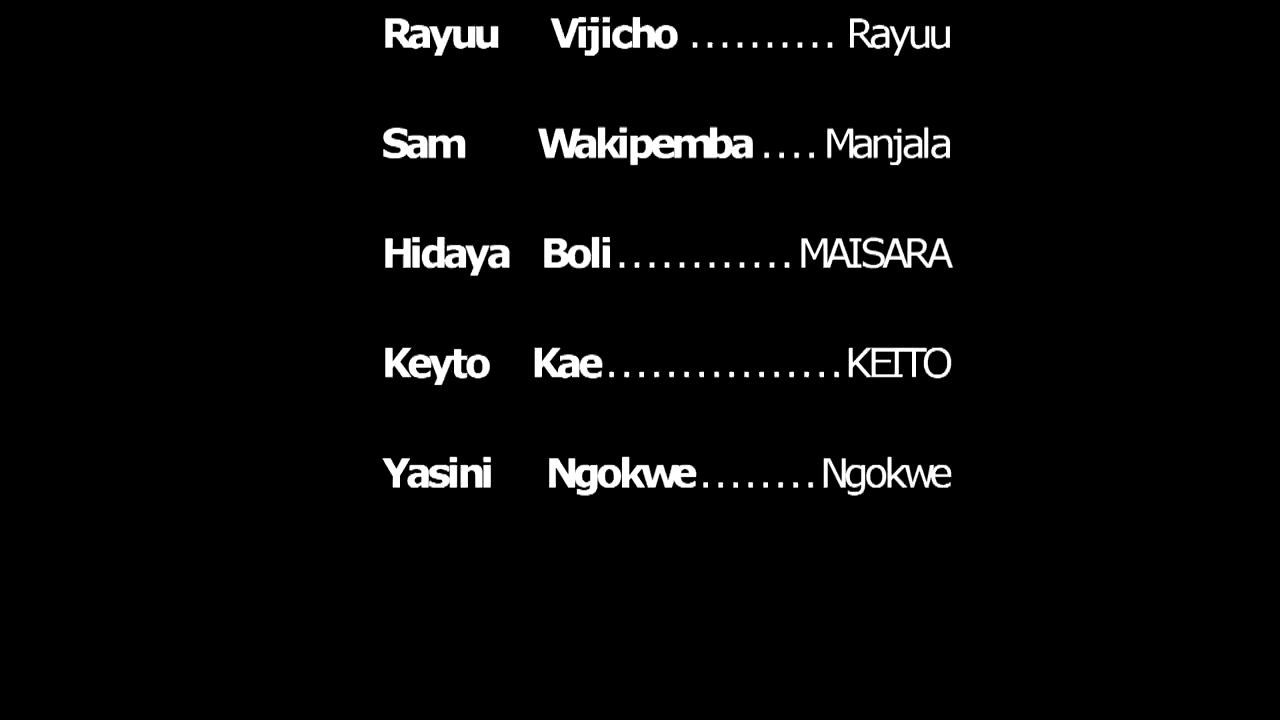 Rayuu Vijicho .......... Rayuu
Sam Wakipemba .... Manjala
Hidaya Boli ............ MAISARA
Keyto Kae ................ KEITO
Yasini Ngokwe ........ Ngokwe